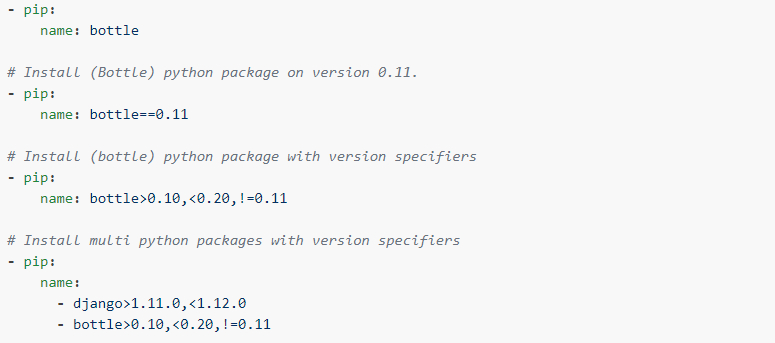 - pip:
    name: bottle

# Install (Bottle) python package on version 0.11.
- pip:
    name: bottle==0.11

# Install (bottle) python package with version specifiers
- pip:
    name: bottle>0.10,<0.20,!=0.11

# Install multi python packages with version specifiers
- pip:
    name:
      - django>1.11.0,<1.12.0
      - bottle>0.10,<0.20,!=0.11